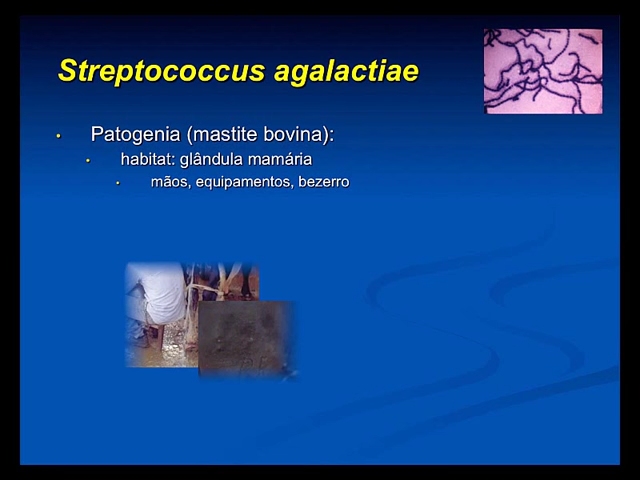 Streptococcus agalactiae
• Patogenia (mastite bovina):
• habitat: glândula mamária
• mãos, equipamentos, bezerro